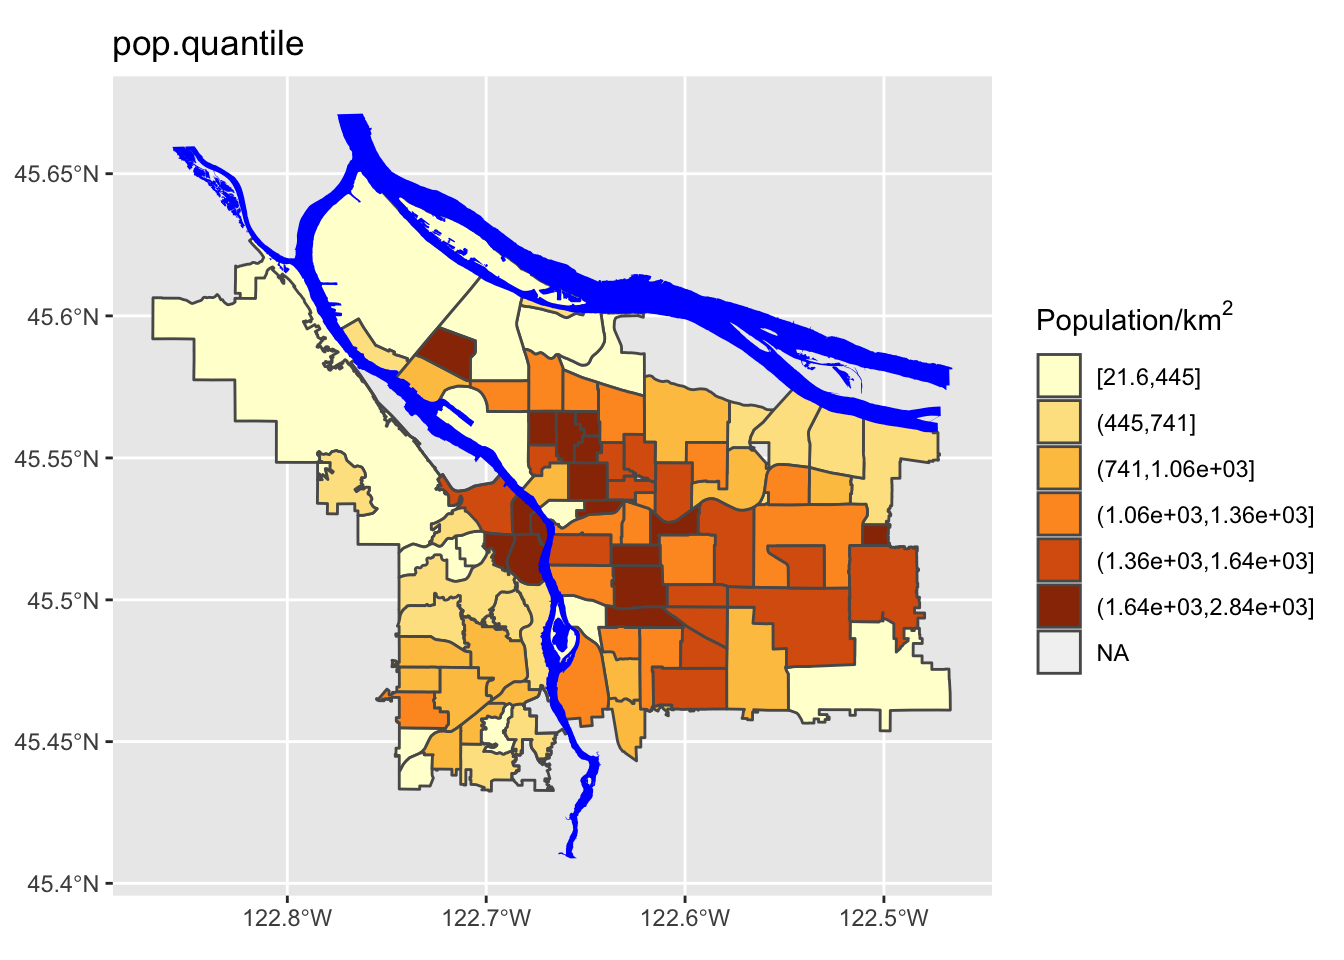 pop.quantile
45.65°N
45.6°N
45.55°N
45.5°N
45.45°N
45.4°N
122.8°W
122.7°W
122.6°W
122.5°W
Population/km²
[21.6,445]
(445,741]
(741,1.06e+03]
(1.06e+03,1.36e+03]
(1.36e+03,1.64e+03]
(1.64e+03,2.84e+03]
NA